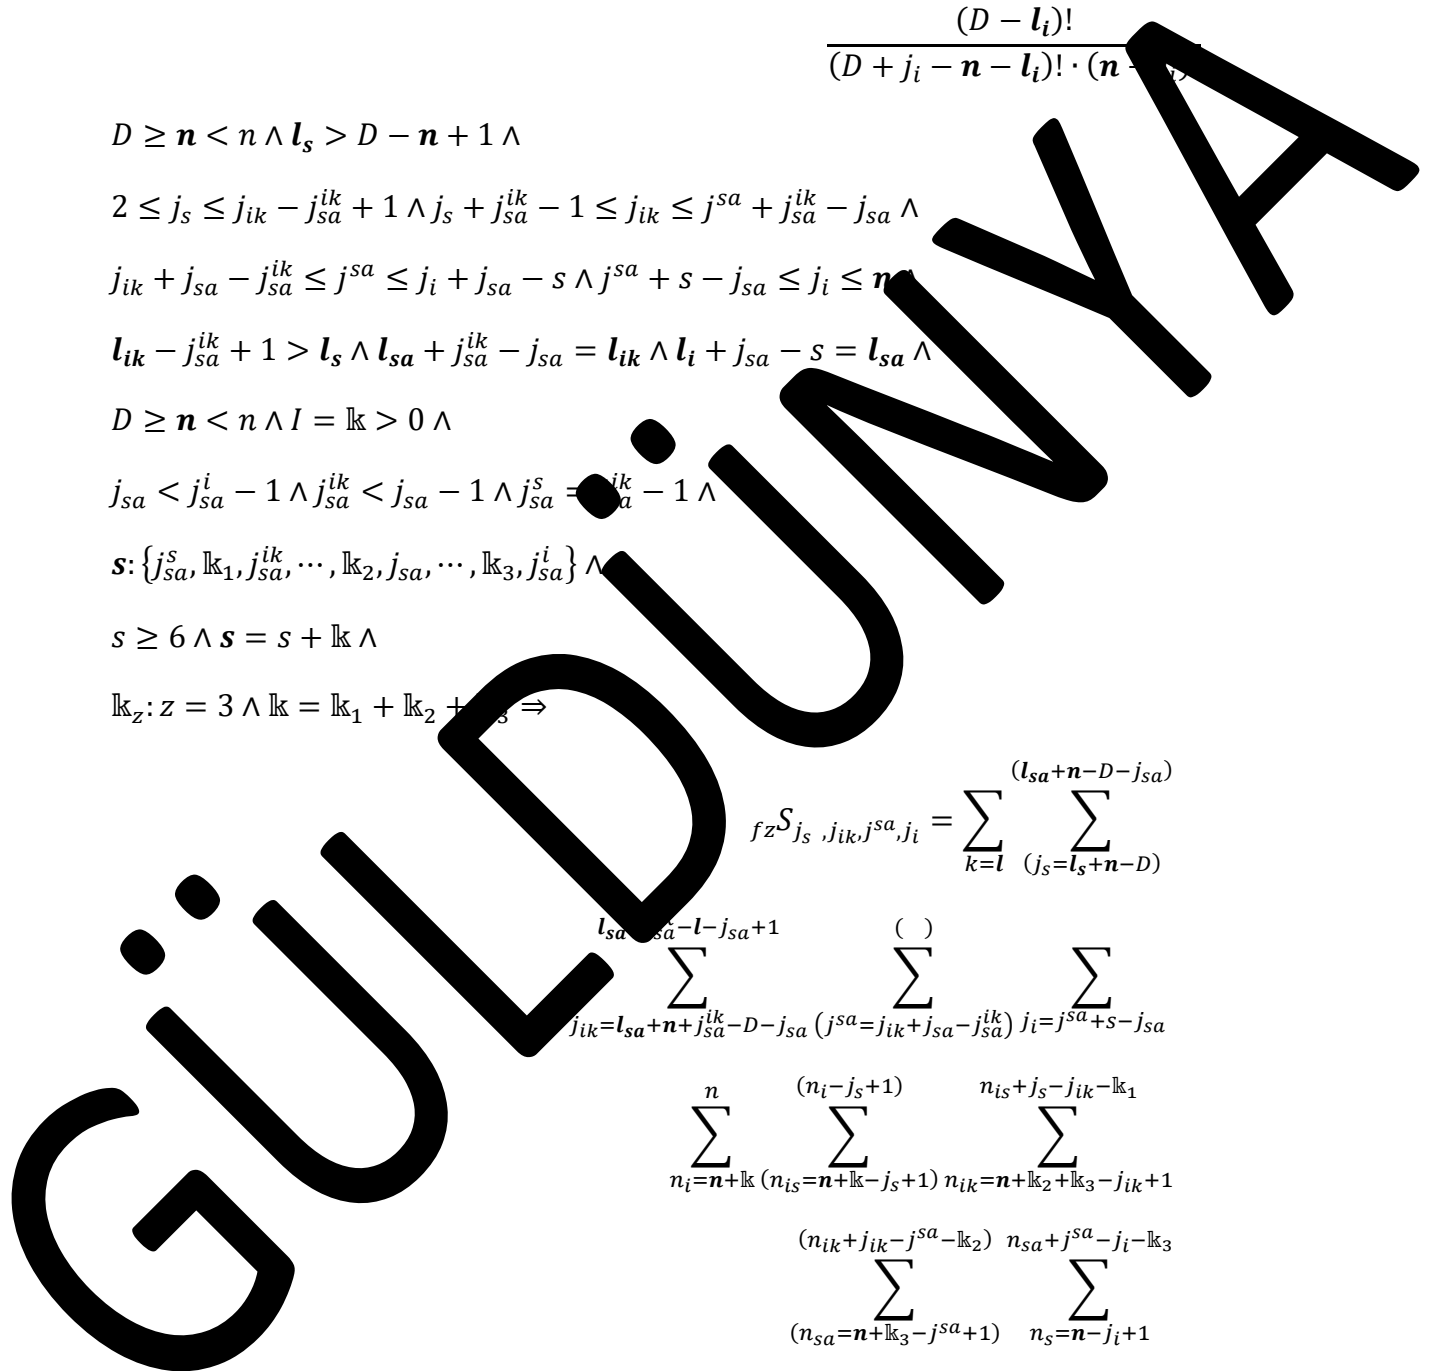 (D − l_i)!
(D + j_i − n − l_i)! · (n
D ≥ n < n ∧ l_s > D − n + 1 ∧
2 ≤ j_s ≤ j_ik − j_sa^ik + 1 ∧ j_s + j_sa^ik − 1 ≤ j_ik ≤ j^sa + j_sa^ik − j_sa ∧
j_ik + j_sa − j_sa^ik ≤ j^sa ≤ j_i + j_sa − s ∧ j^sa + s − j_sa ≤ j_i ≤ n ∧
l_ik − j_sa^ik + 1 > l_s ∧ l_sa + j_sa^ik − j_sa = l_ik ∧ l_i + j_sa − s = l_sa ∧
D ≥ n < n ∧ I = 𝕜 > 0 ∧
j_sa < j_sa^i − 1 ∧ j_sa^ik < j_sa − 1 ∧ j_sa^s = − 1 ∧
s: {j_sa^s, 𝕜_1, j_sa^ik, ⋯, 𝕜_2, j_sa, ⋯, 𝕜_3, j_sa^i} ∧
s ≥ 6 ∧ s = s + 𝕜 ∧
𝕜_z: z = 3 ∧ 𝕜 = 𝕜_1 + 𝕜_2 + ⇒
(l_sa+n−D−j_sa)
fzS_{j_s ,j_ik,j^sa,j_i} = ∑ ∑
k=l (j_s=l_s+n−D)
l_sa −l−j_sa+1 ( )
∑ ∑ ∑
j_ik=l_sa+n+j_sa^ik−D−j_sa (j^sa=j_ik+j_sa−j_sa^ik) j_i=j^sa+s−j_sa
n (n_i−j_s+1) n_is+j_s−j_ik−𝕜_1
∑ ∑ ∑
n_i=n+𝕜 (n_is=n+𝕜−j_s+1) n_ik=n+𝕜_2+𝕜_3−j_ik+1
(n_ik+j_ik−j^sa−𝕜_2) n_sa+j^sa−j_i−𝕜_3
∑ ∑
(n_sa=n+𝕜_3−j^sa+1) n_s=n−j_i+1
GÜLDÜNYA